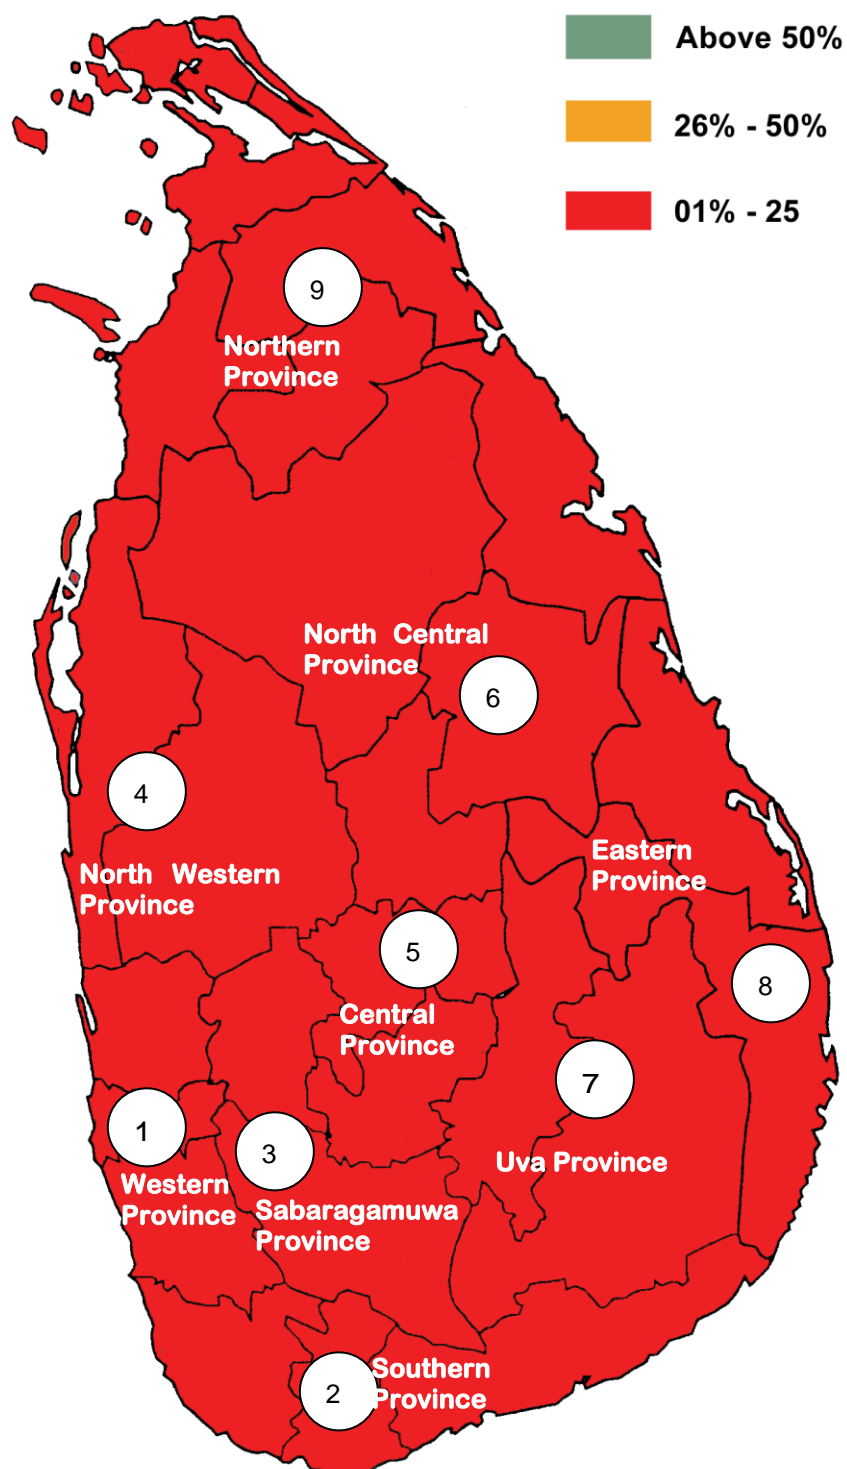 Above 50%
26% - 50%
01% - 25
9
Northern
Province
North Central
Province
6
4
North Western
Province
Eastern
Province
5
8
Central
Province
7
1
3
Uva Province
Western
Province
Sabaragamuwa
Province
2
Southern
Province